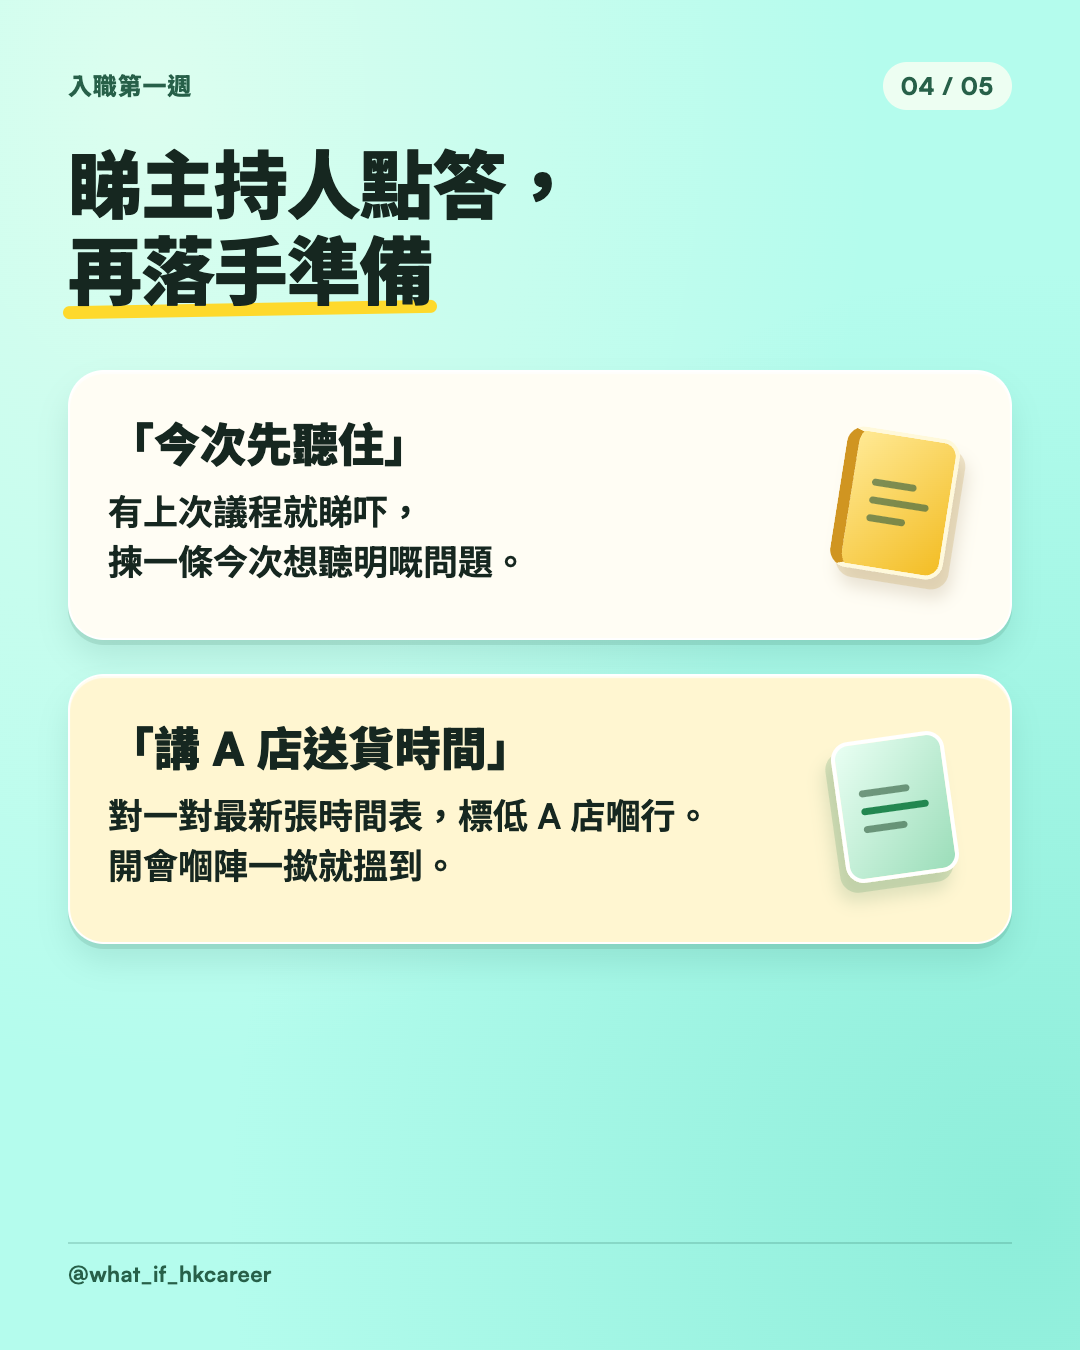 入職第一週
04 / 05
睇主持人點答，
再落手準備
「今次先聽住」
有上次議程就睇吓，
揀一條今次想聽明嘅問題。
「講 A 店送貨時間」
對一對最新張時間表，標低 A 店嗰行。
開會嗰陣一撳就搵到。
@what_if_hkcareer